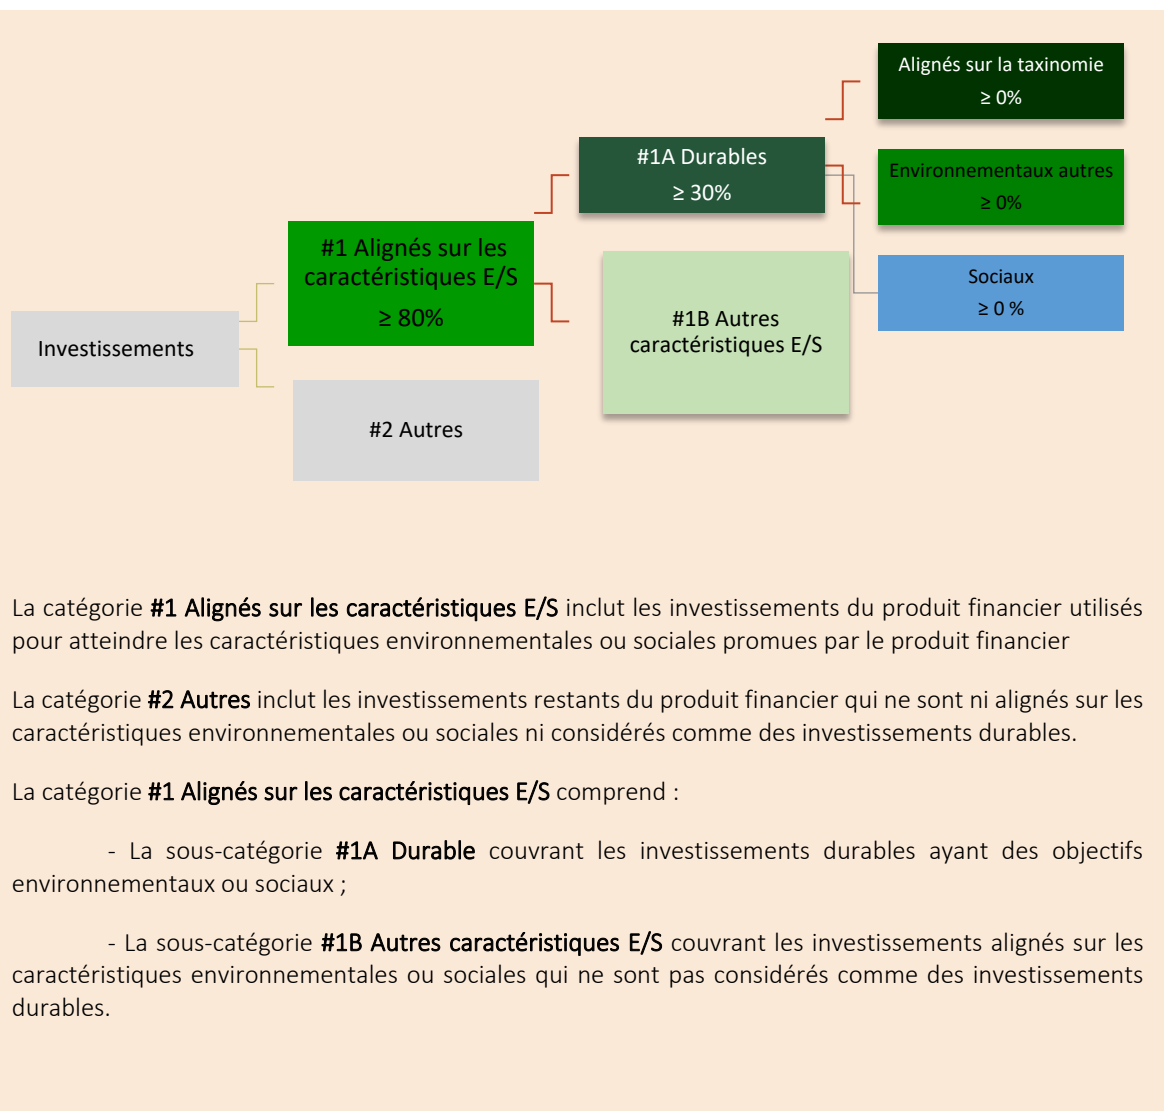 Alignés sur la taxinomie
≥ 0%
#1A Durables
≥ 30%
Environnementaux autres
≥ 0%
#1 Alignés sur les
caractéristiques E/S
≥ 80%
Sociaux
≥ 0 %
#1B Autres
caractéristiques E/S
Investissements
#2 Autres
La catégorie #1 Alignés sur les caractéristiques E/S inclut les investissements du produit financier utilisés
pour atteindre les caractéristiques environnementales ou sociales promues par le produit financier
La catégorie #2 Autres inclut les investissements restants du produit financier qui ne sont ni alignés sur les
caractéristiques environnementales ou sociales ni considérés comme des investissements durables.
La catégorie #1 Alignés sur les caractéristiques E/S comprend :
- La sous-catégorie #1A Durable couvrant les investissements durables ayant des objectifs
environnementaux ou sociaux ;
- La sous-catégorie #1B Autres caractéristiques E/S couvrant les investissements alignés sur les
caractéristiques environnementales ou sociales qui ne sont pas considérés comme des investissements
durables.